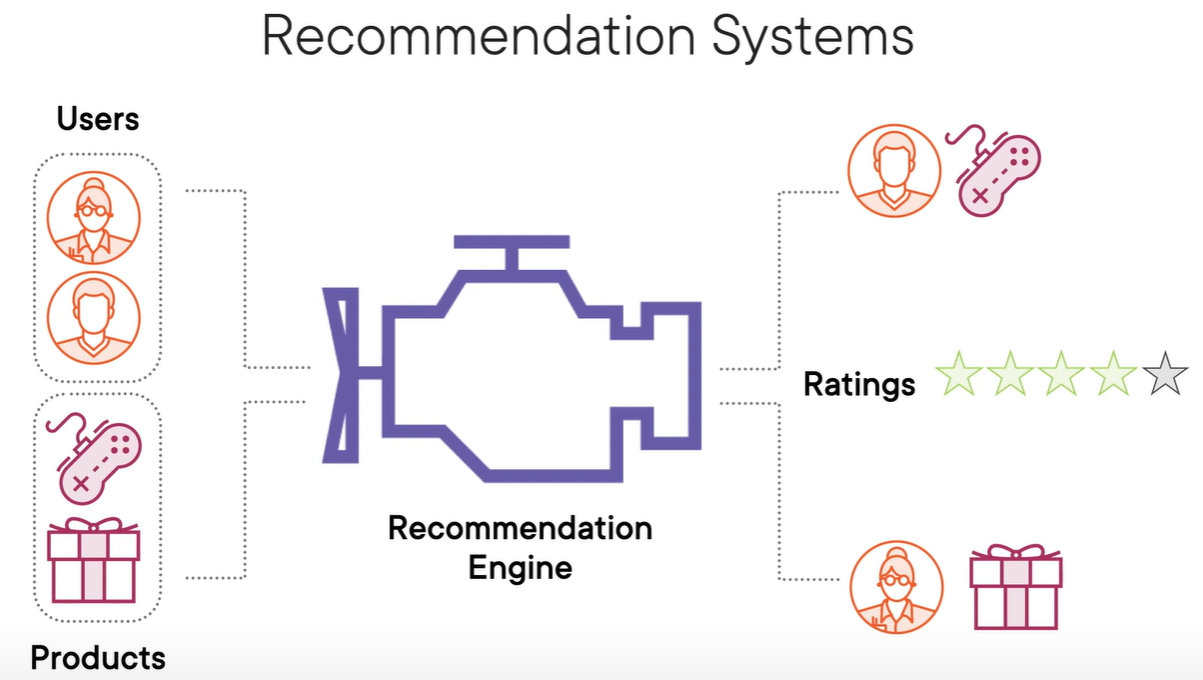 Recommendation Systems
Users
Products
Recommendation
Engine
Ratings